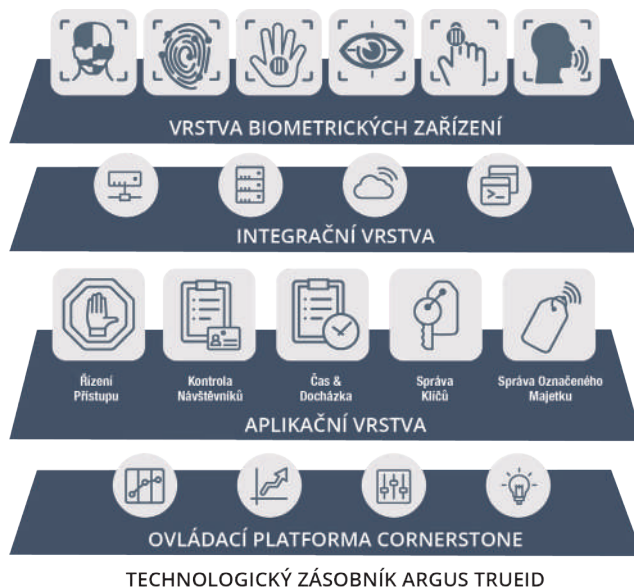 VRSTVA BIOMETRICKÝCH ZAŘÍZENÍ
INTEGRAČNÍ VRSTVA
Řízení
Přístupu
Kontrola
Návštěvníků
Čas &
Docházka
Správa
Klíčů
Správa Označeného
Majetku
APLIKAČNÍ VRSTVA
OVLÁDACÍ PLATFORMA CORNERSTONE
TECHNOLOGICKÝ ZÁSOBNÍK ARGUS TRUEID